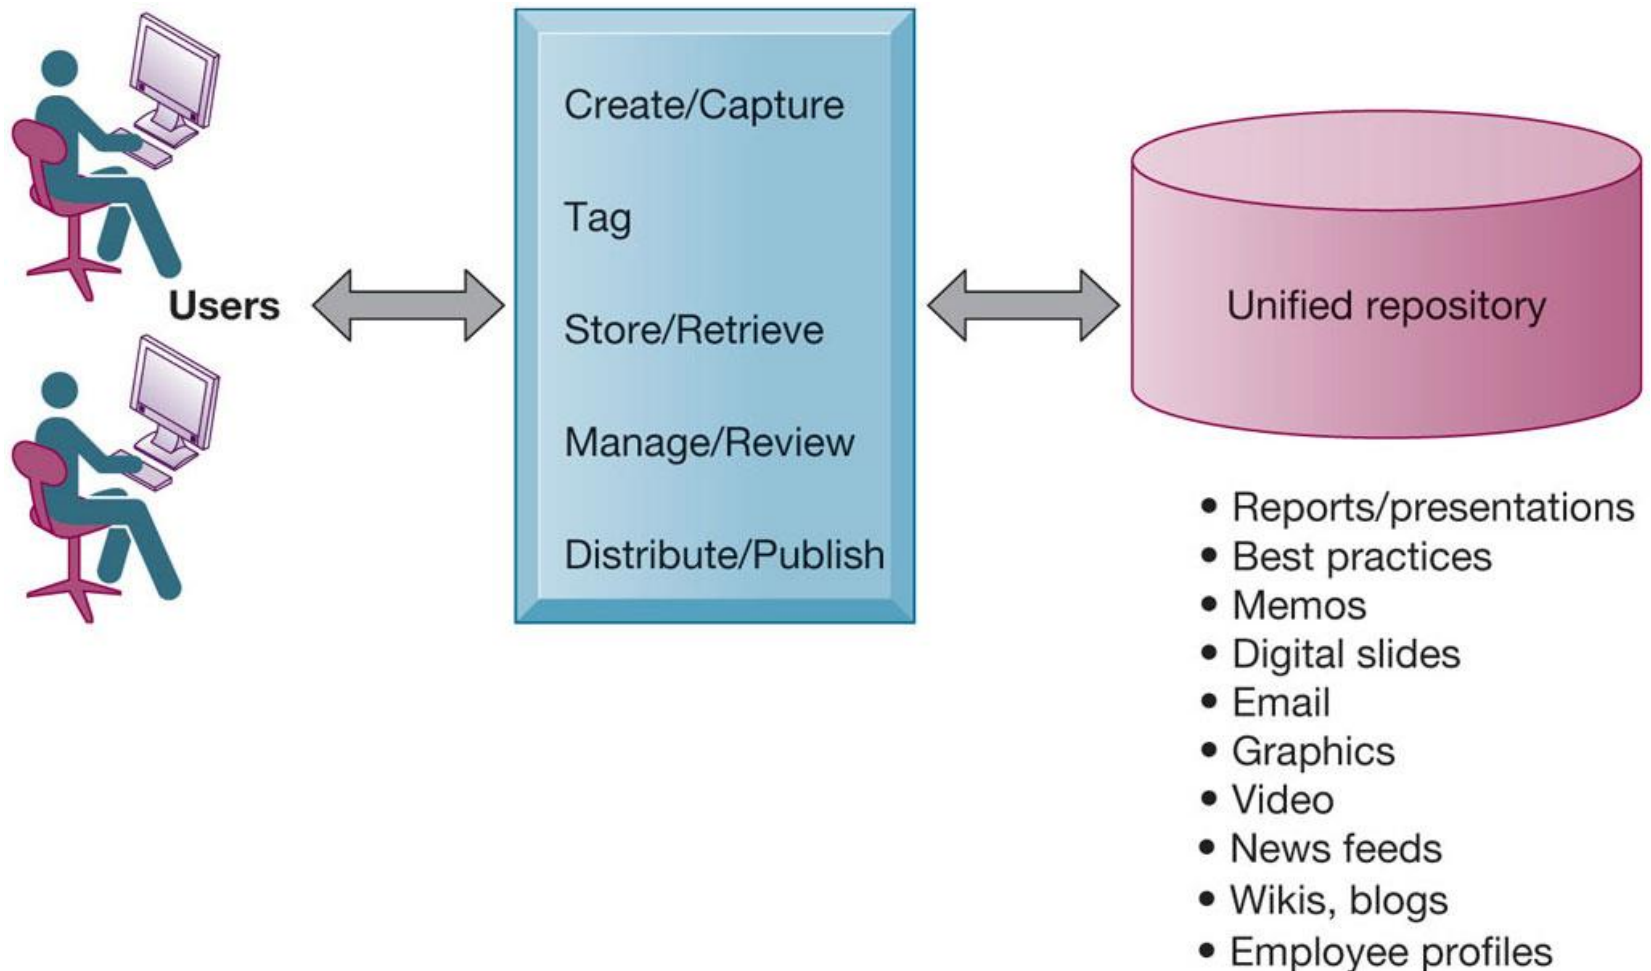 Users
Create/Capture
Tag
Store/Retrieve
Manage/Review
Distribute/Publish
Unified repository
• Reports/presentations
• Best practices
• Memos
• Digital slides
• Email
• Graphics
• Video
• News feeds
• Wikis, blogs
• Employee profiles